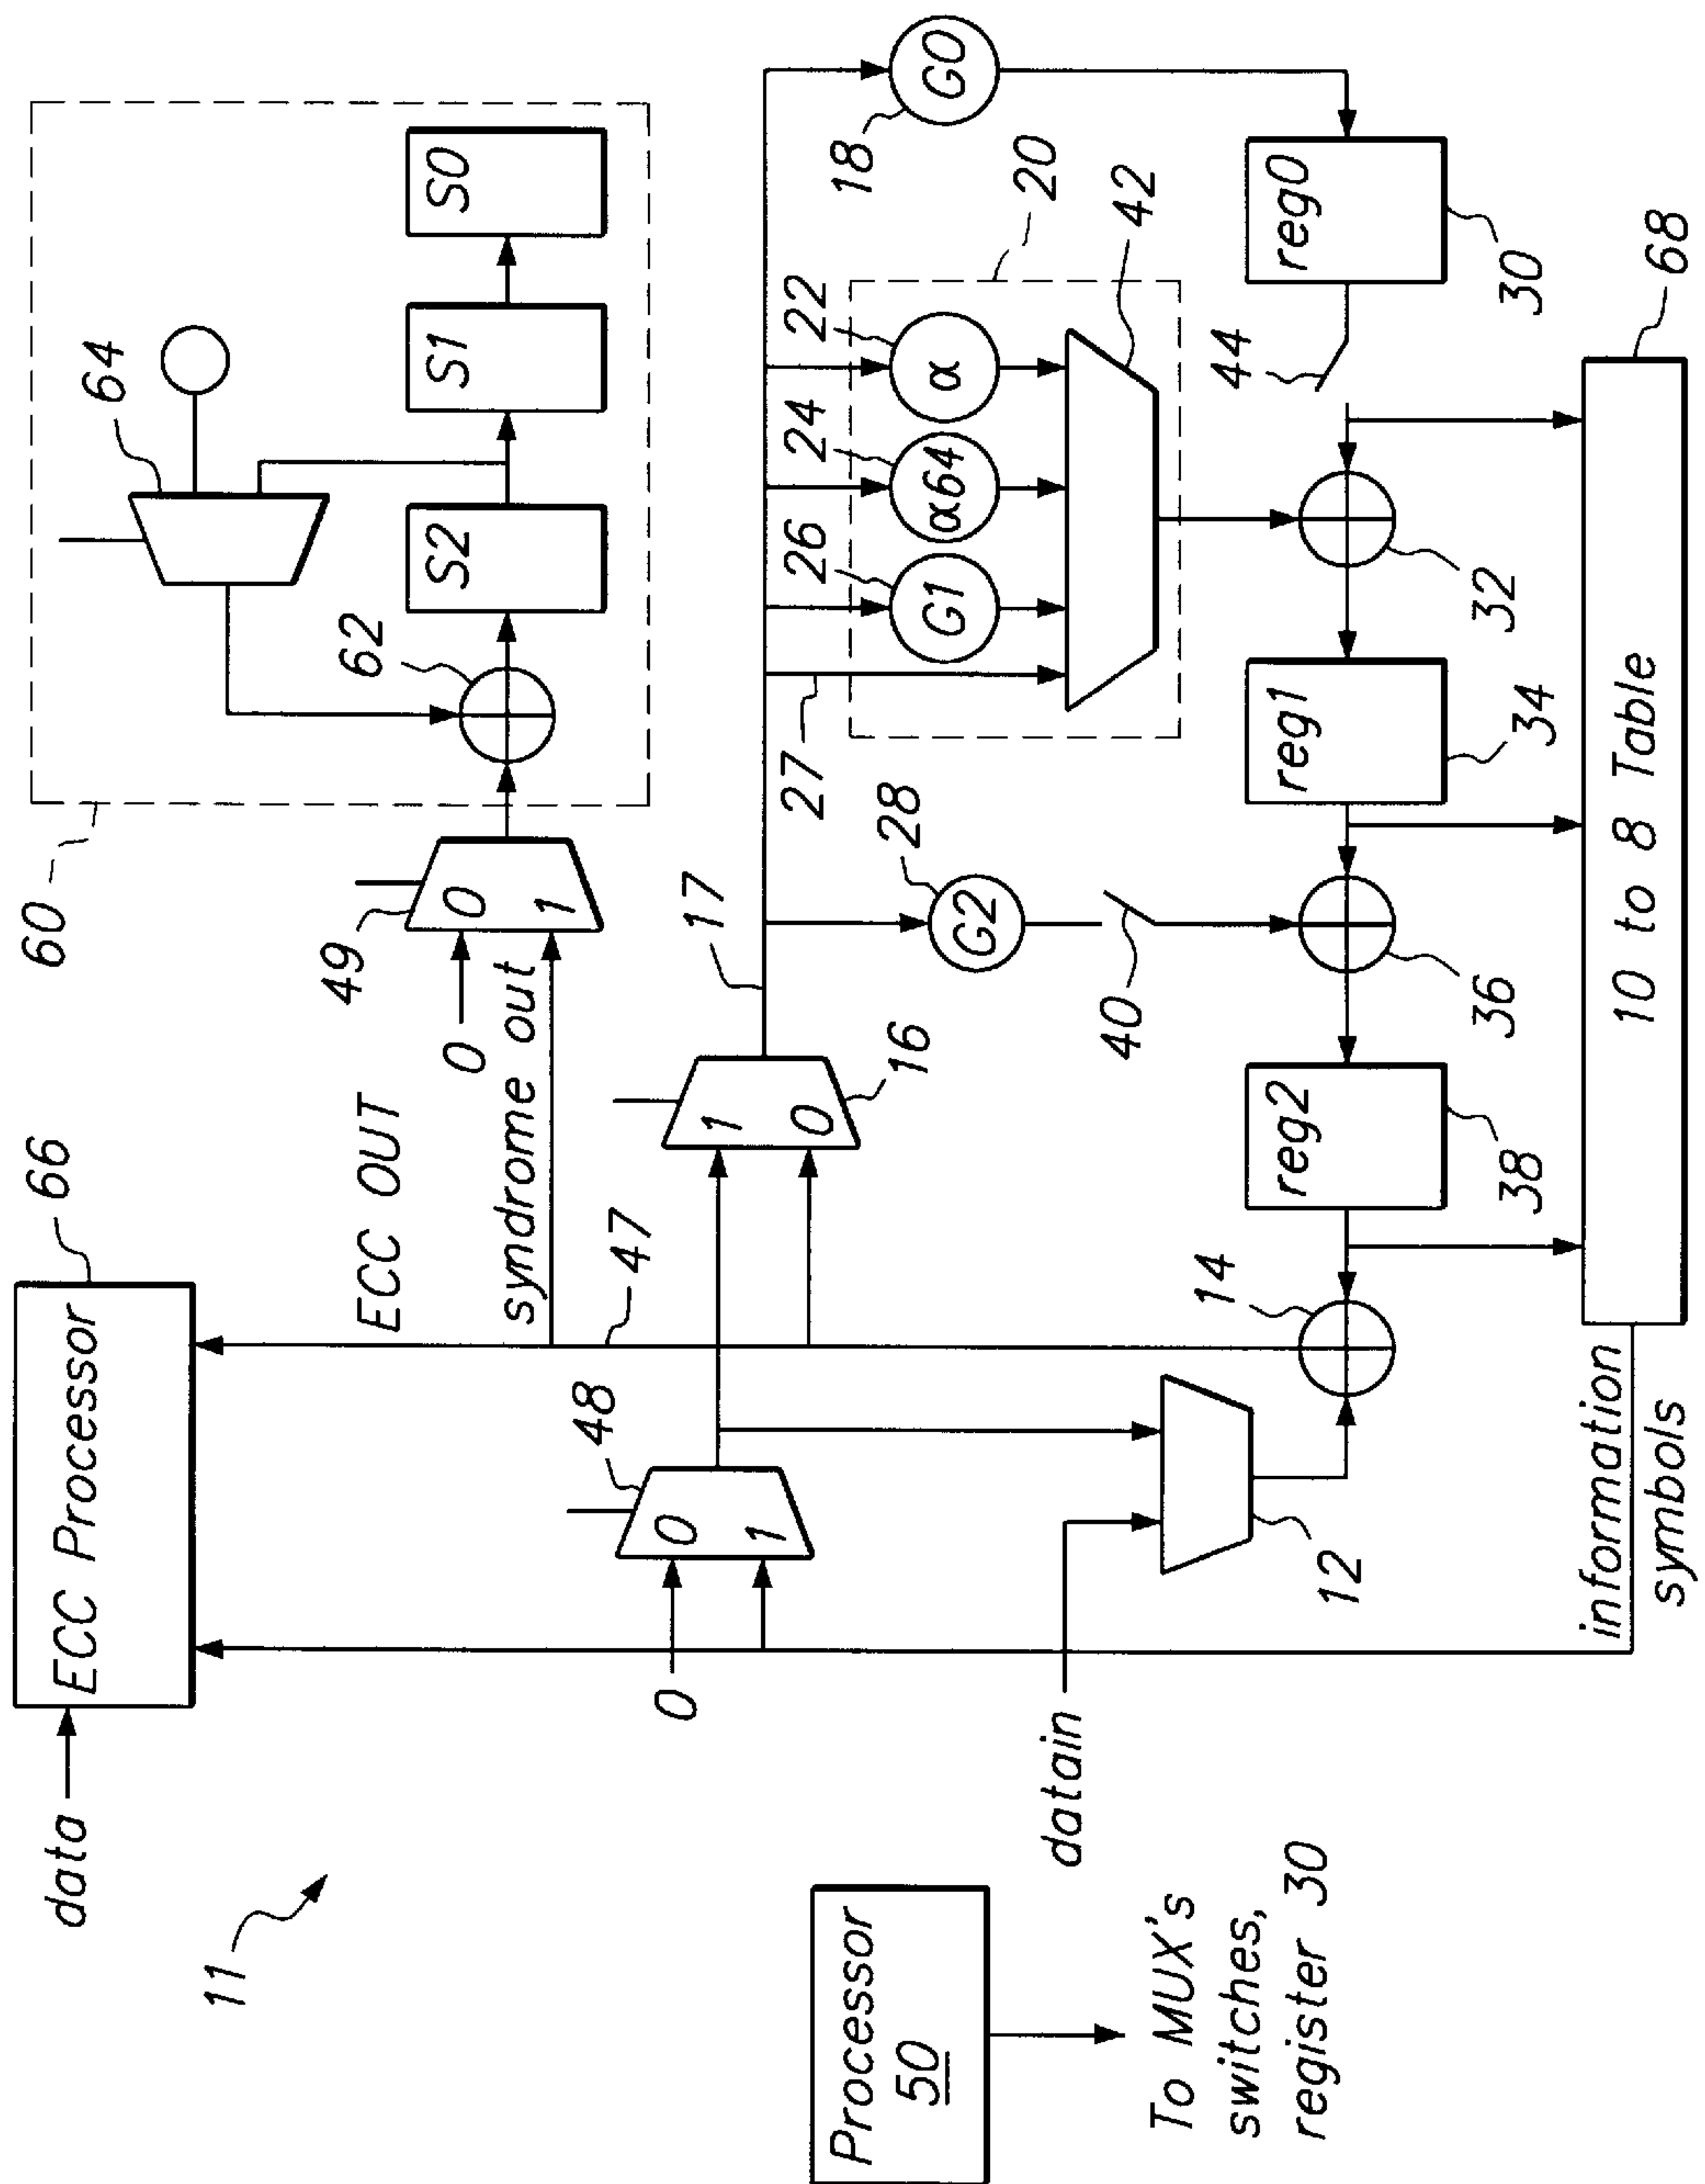 data
ECC Processor
66
11
60
64
62
S2
S1
S0
49
0
1
0
ECC OUT
syndrome out
47
48
0
1
0
16
1
0
17
27
26
24
22
18
G1
α64
α
G0
20
42
28
G2
40
datain
12
14
reg2
38
36
reg1
34
32
44
reg0
30
10 to 8 Table
68
information
symbols
Processor
50
To MUX's
switches,
register 30